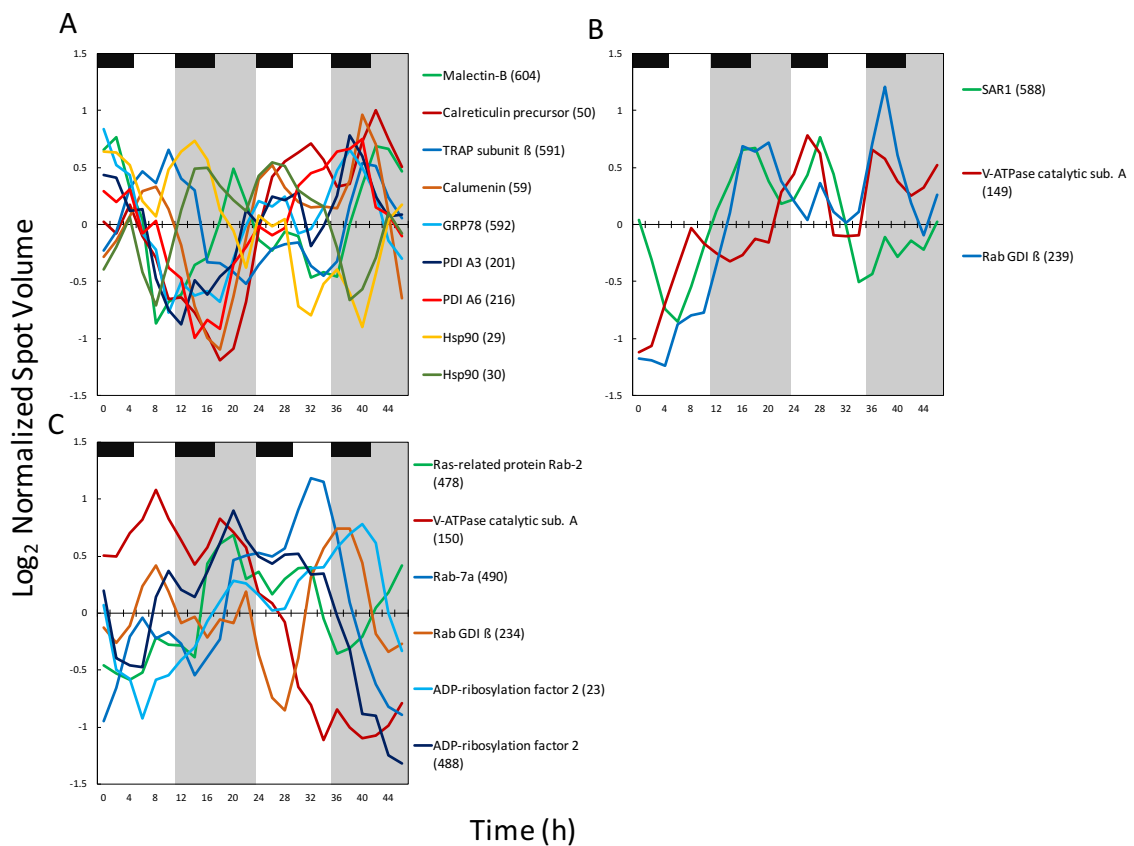 A
1.5
1
0.5
0
-0.5
-1
-1.5
0 4 8 12 16 20 24 28 32 36 40 44
Malectin-B (604)
Calreticulin precursor (50)
TRAP subunit ß (591)
Calumenin (59)
GRP78 (592)
PDI A3 (201)
PDI A6 (216)
Hsp90 (29)
Hsp90 (30)
B
1.5
1
0.5
0
-0.5
-1
-1.5
0 4 8 12 16 20 24 28 32 36 40 44
SAR1 (588)
V-ATPase catalytic sub. A
(149)
Rab GDI ß (239)
C
1.5
1
0.5
0
-0.5
-1
-1.5
0 4 8 12 16 20 24 28 32 36 40 44
Ras-related protein Rab-2
(478)
V-ATPase catalytic sub. A
(150)
Rab-7a (490)
Rab GDI ß (234)
ADP-ribosylation factor 2 (23)
ADP-ribosylation factor 2
(488)
Log2 Normalized Spot Volume
Time (h)